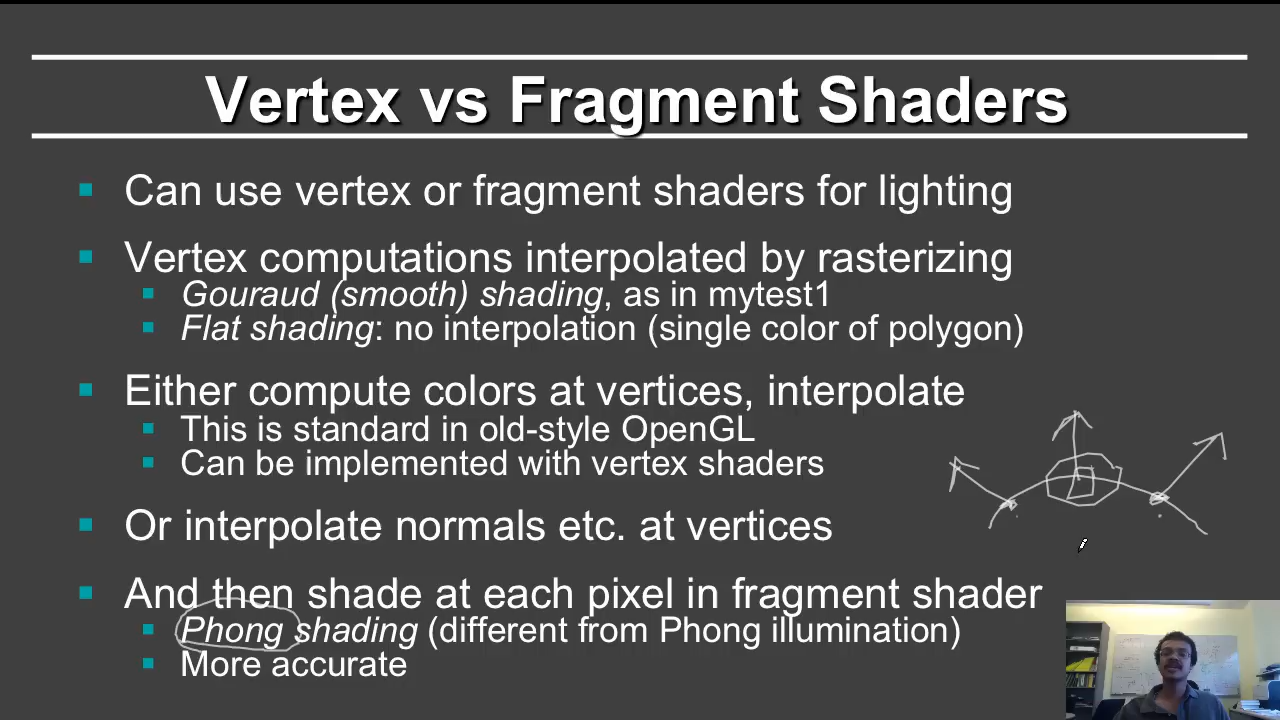 Vertex vs Fragment Shaders
Can use vertex or fragment shaders for lighting
Vertex computations interpolated by rasterizing
Gouraud (smooth) shading, as in mytest1
Flat shading: no interpolation (single color of polygon)
Either compute colors at vertices, interpolate
This is standard in old-style OpenGL
Can be implemented with vertex shaders
Or interpolate normals etc. at vertices
And then shade at each pixel in fragment shader
Phong shading (different from Phong illumination)
More accurate